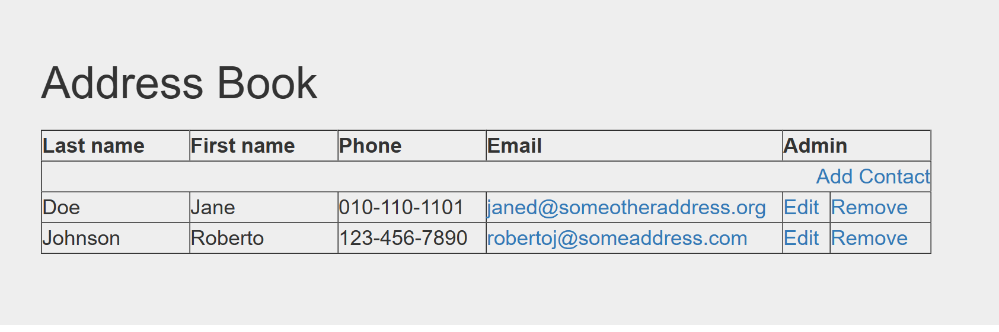 Address Book
Last name First name Phone Email Admin
Add Contact
Doe Jane 010-110-1101 janed@someotheraddress.org Edit Remove
Johnson Roberto 123-456-7890 robertoj@someaddress.com Edit Remove